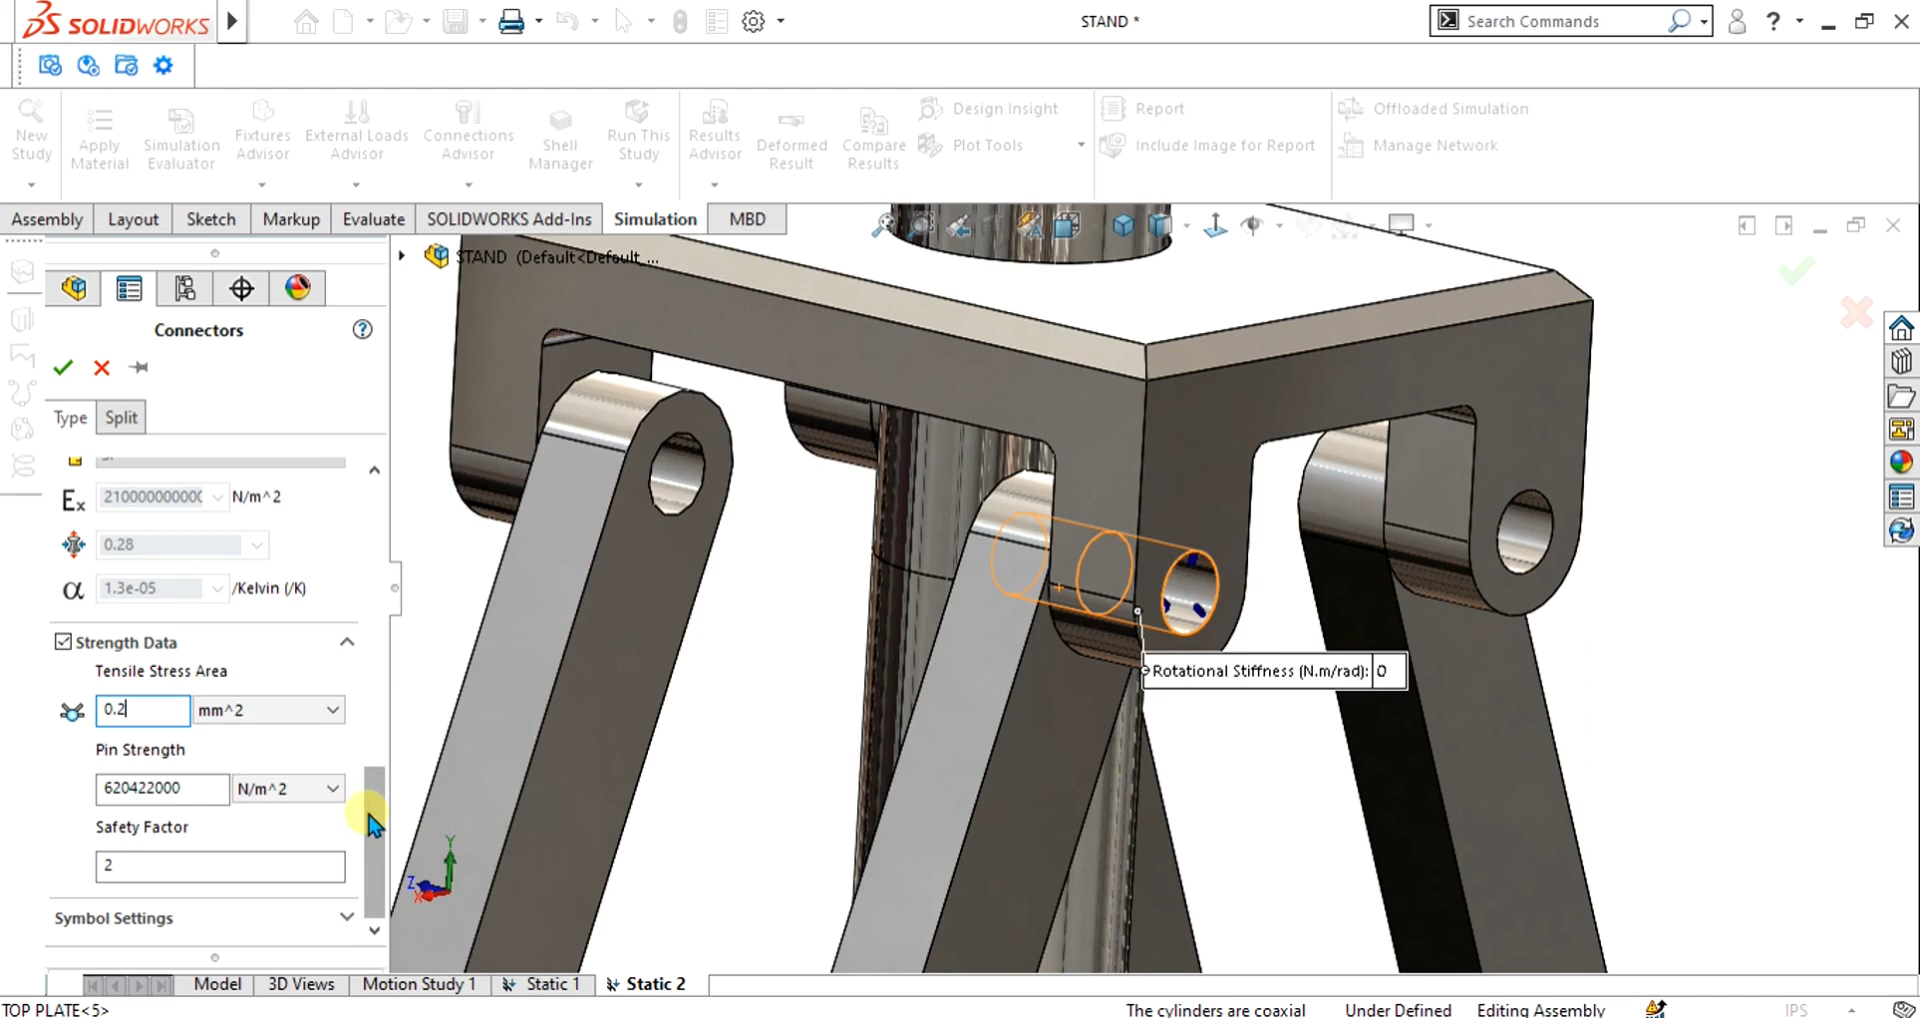 SOLIDWORKS
STAND *
Search Commands
?
New Study
Apply Material
Simulation Evaluator
Fixtures Advisor
External Loads Advisor
Connections Advisor
Shell Manager
Run This Study
Results Advisor
Deformed Result
Compare Results
Design Insight
Plot Tools
Report
Include Image for Report
Offloaded Simulation
Manage Network
Assembly
Layout
Sketch
Markup
Evaluate
SOLIDWORKS Add-Ins
Simulation
MBD
STAND (Default<Default_...
Connectors
?
Type
Split
Ex
210000000000
N/m^2
0.28
α
1.3e-05
/Kelvin (/K)
Strength Data
Tensile Stress Area
0.2
mm^2
Pin Strength
620422000
N/m^2
Safety Factor
2
Symbol Settings
Rotational Stiffness (N.m/rad): 0
Y
Z
X
Model
3D Views
Motion Study 1
Static 1
Static 2
TOP PLATE<5>
The cylinders are coaxial
Under Defined
Editing Assembly
IPS